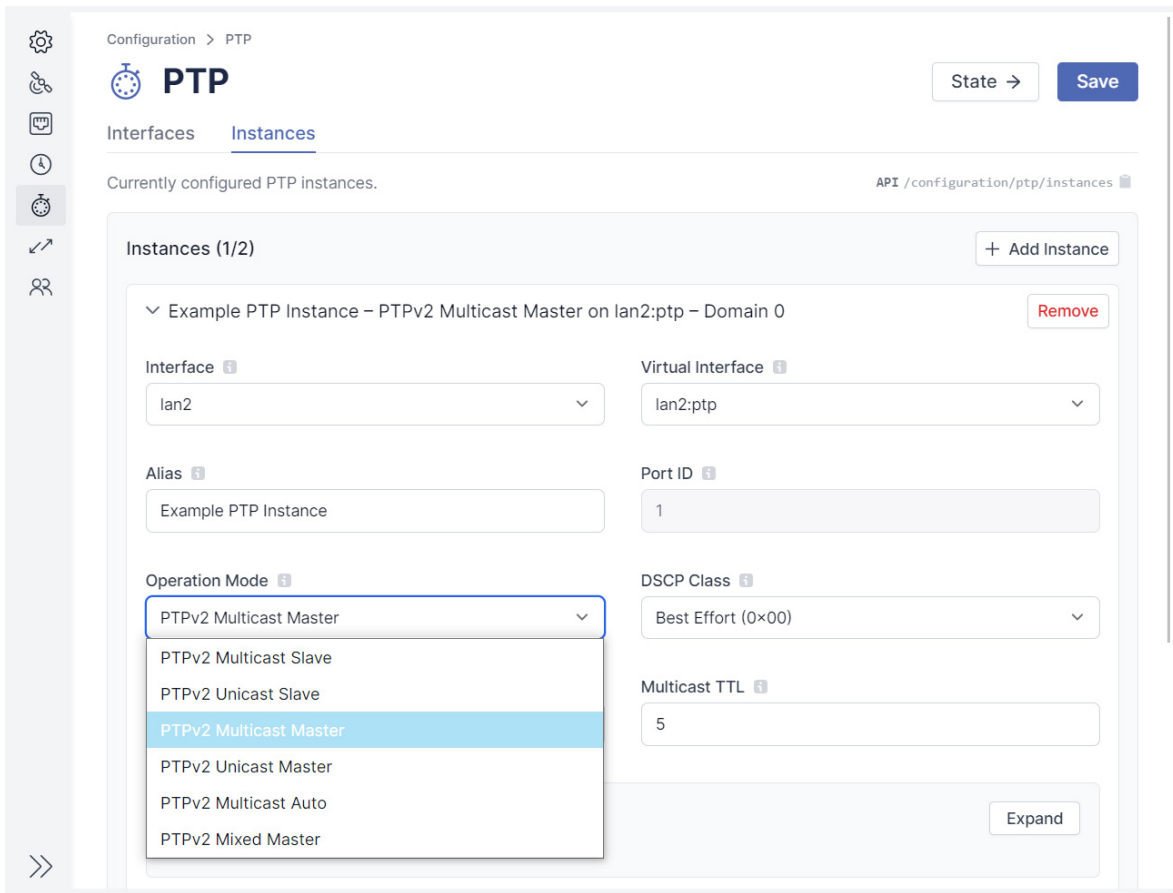 Configuration > PTP
PTP
State →
Save
Interfaces
Instances
Currently configured PTP instances.
API /configuration/ptp/instances
Instances (1/2)
+ Add Instance
Example PTP Instance – PTPv2 Multicast Master on lan2:ptp – Domain 0
Remove
Interface
Virtual Interface
lan2
lan2:ptp
Alias
Port ID
Example PTP Instance
1
Operation Mode
DSCP Class
PTPv2 Multicast Master
Best Effort (0×00)
PTPv2 Multicast Slave
PTPv2 Unicast Slave
Multicast TTL
PTPv2 Multicast Master
5
PTPv2 Unicast Master
PTPv2 Multicast Auto
Expand
PTPv2 Mixed Master